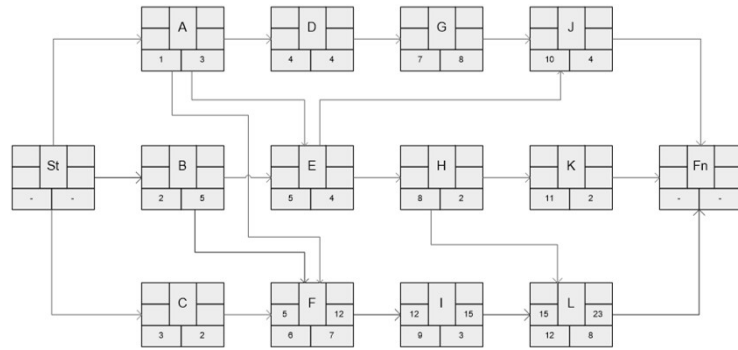 A D G J
1 3 4 4 7 8 10 4
St B E H K Fn
- - 2 5 5 4 8 2 11 2 - -
C F I L
5 12 12 15 15 23
3 2 6 7 9 3 12 8